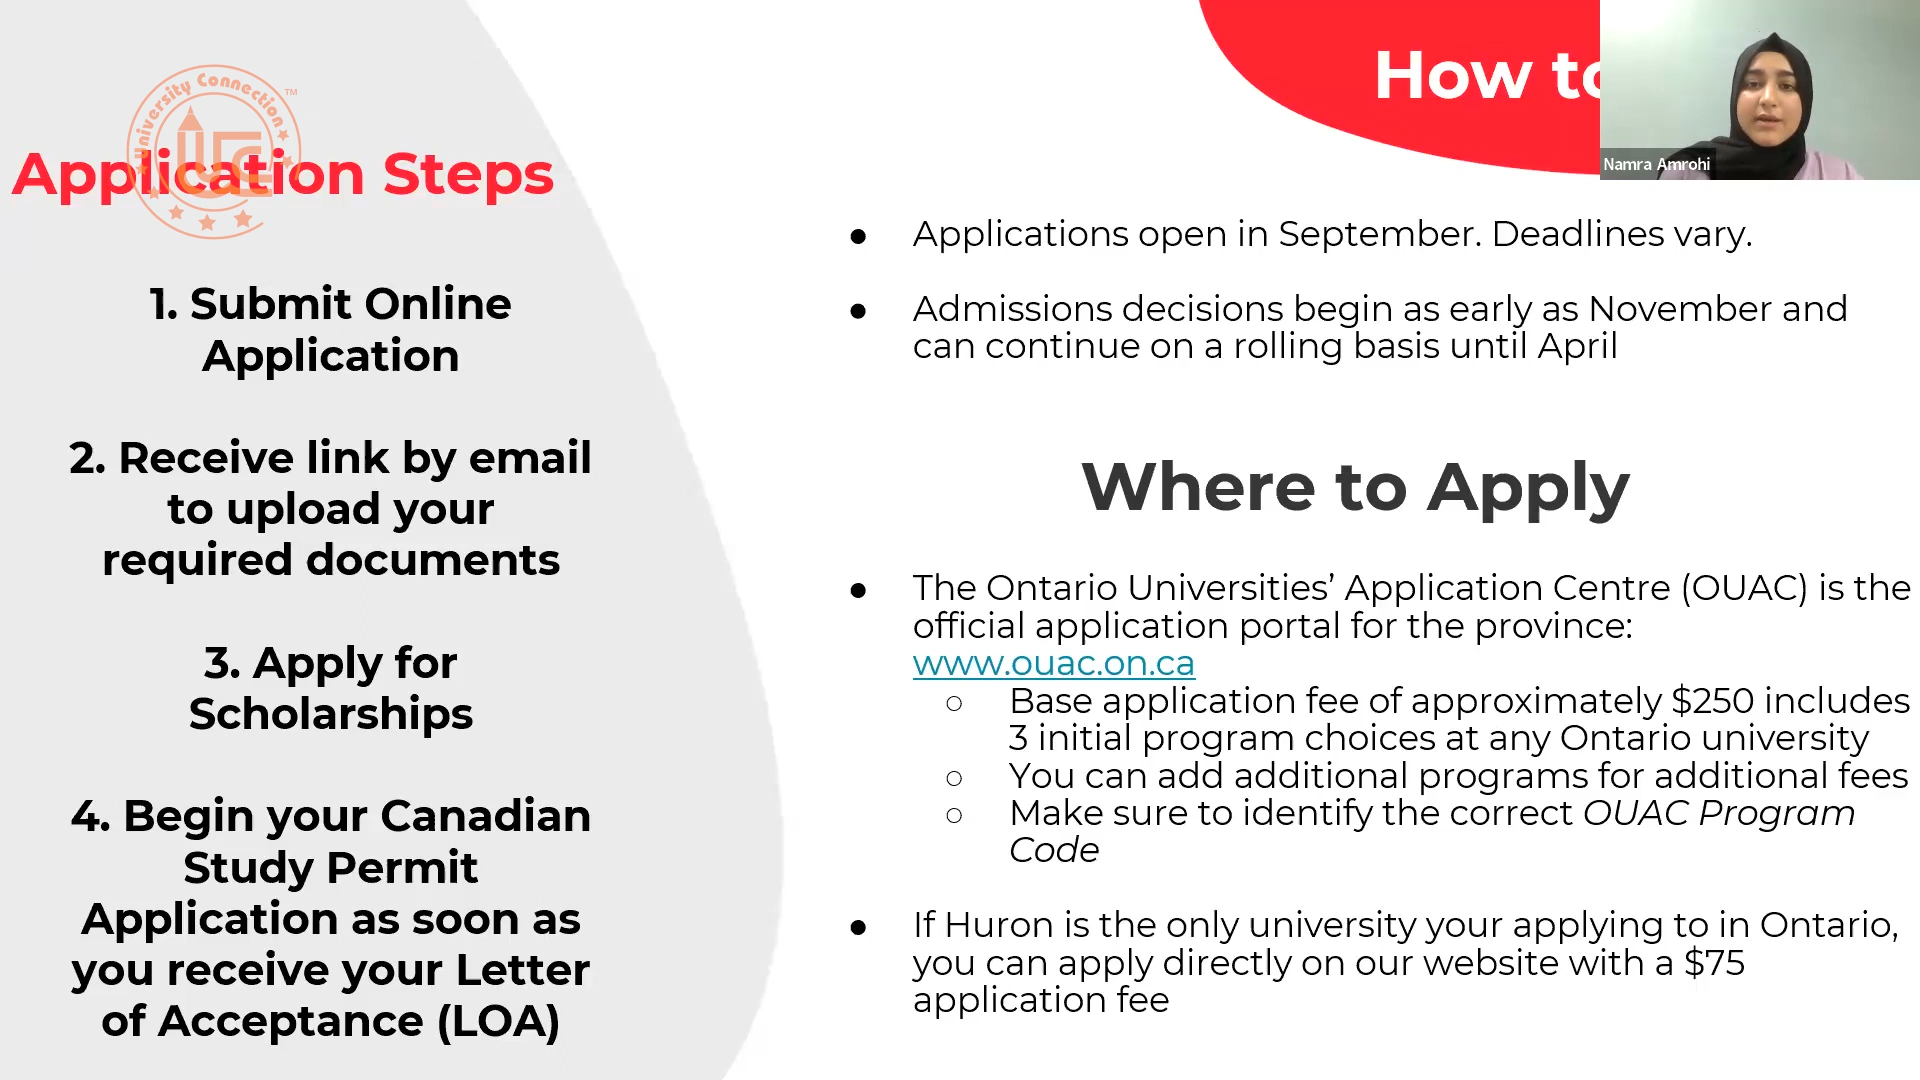 University Connection
TM
UCC
Application Steps
1. Submit Online
Application
2. Receive link by email
to upload your
required documents
3. Apply for
Scholarships
4. Begin your Canadian
Study Permit
Application as soon as
you receive your Letter
of Acceptance (LOA)
How to
Namra Amrohi
● Applications open in September. Deadlines vary.
● Admissions decisions begin as early as November and
can continue on a rolling basis until April
Where to Apply
● The Ontario Universities’ Application Centre (OUAC) is the
official application portal for the province:
www.ouac.on.ca
○ Base application fee of approximately $250 includes
3 initial program choices at any Ontario university
○ You can add additional programs for additional fees
○ Make sure to identify the correct OUAC Program
Code
● If Huron is the only university your applying to in Ontario,
you can apply directly on our website with a $75
application fee